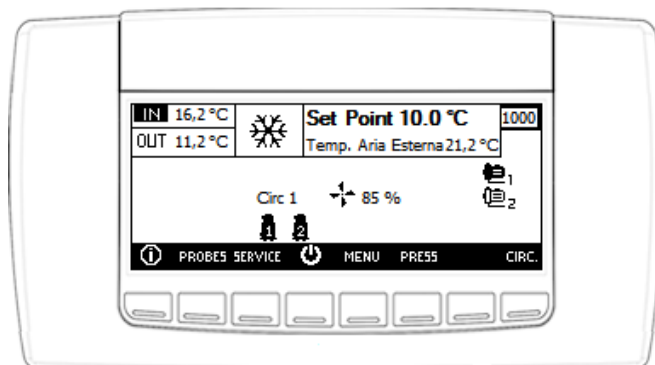 IN 16,2 °C
OUT 11,2 °C
Set Point 10.0 °C
Temp. Aria Esterna 21,2 °C
1000
1
2
Circ 1
85 %
1 2
i PROBES SERVICE MENU PRESS CIRC.